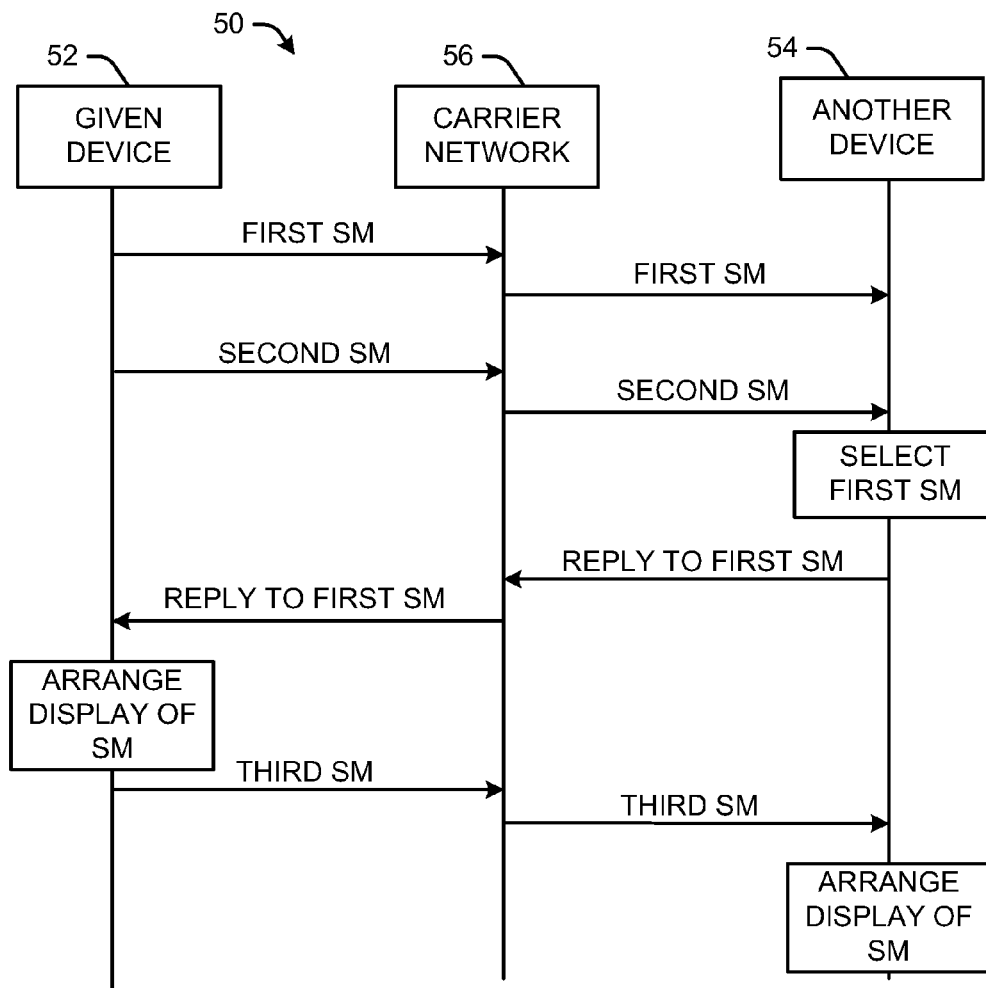 50
52
56
54
GIVEN
DEVICE
CARRIER
NETWORK
ANOTHER
DEVICE
FIRST SM
FIRST SM
SECOND SM
SECOND SM
SELECT
FIRST SM
REPLY TO FIRST SM
REPLY TO FIRST SM
ARRANGE
DISPLAY OF
SM
THIRD SM
THIRD SM
ARRANGE
DISPLAY OF
SM